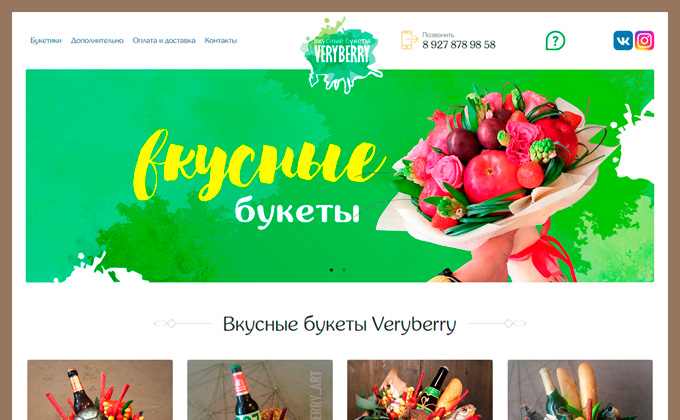 Букетики Дополнительно Оплата и доставка Контакты
вкусные букеты
VERYBERRY
Позвонить
8 927 878 98 58
?
вкусные
букеты
Вкусные букеты Veryberry